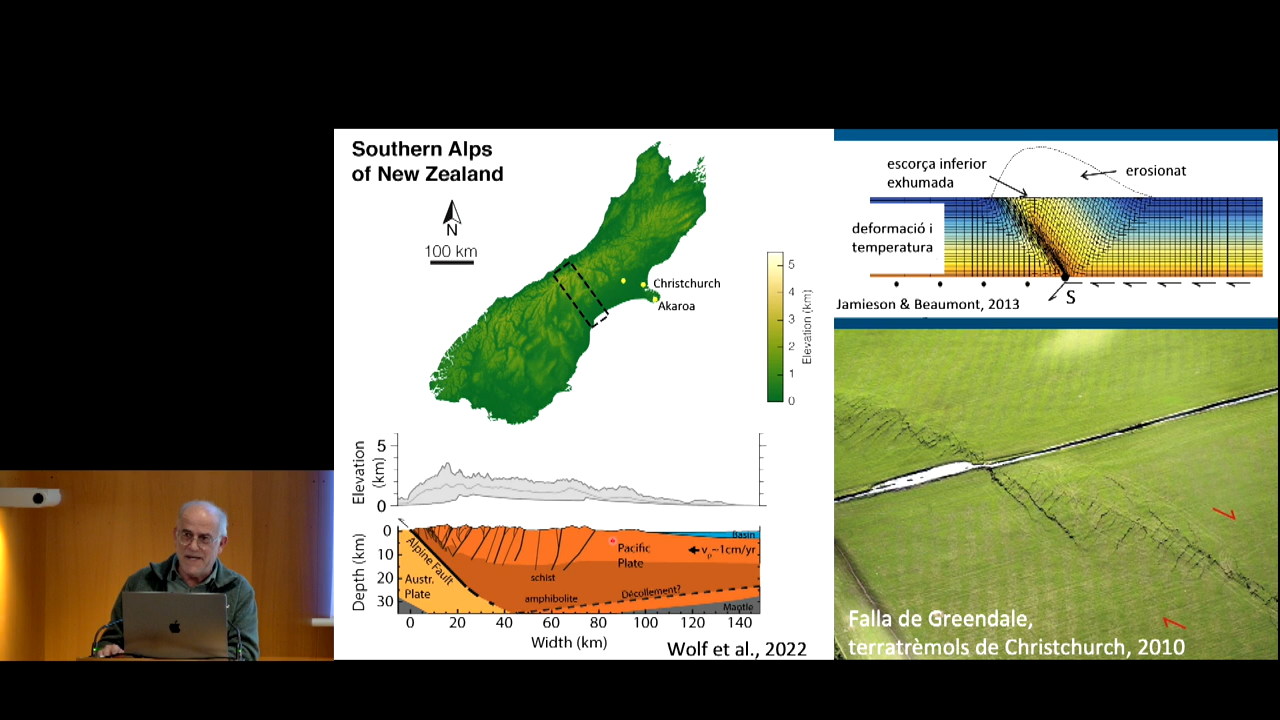 Southern Alps
of New Zealand
N
100 km
Christchurch
Akaroa
5
4
3
2
1
0
Elevation (km)
Elevation
(km)
5
0
Depth (km)
0
10
20
30
Alpine Fault
Austr.
Plate
schist
amphibolite
Pacific
Plate
Basin
vp~1cm/yr
Décollement?
Mantle
0 20 40 60 80 100 120 140
Width (km)
Wolf et al., 2022
escorça inferior
exhumada
erosionat
deformació i
temperatura
S
Jamieson & Beaumont, 2013
Falla de Greendale,
terratrèmols de Christchurch, 2010